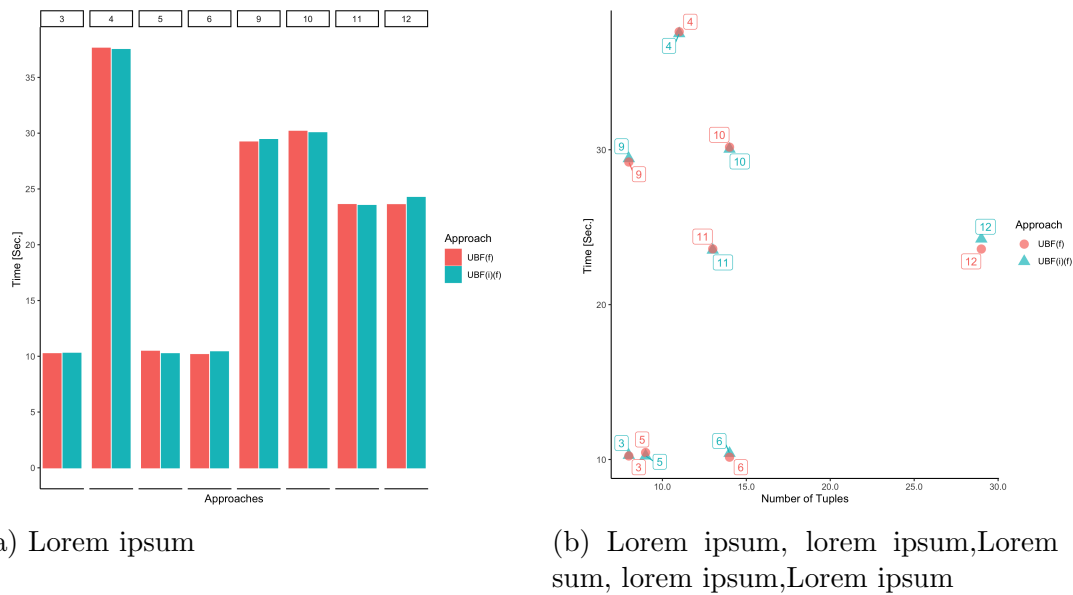 3 4 5 6 9 10 11 12
35
30
25
20
15
10
5
0
Time [Sec.]
Approaches
Approach
UBF(f)
UBF(i)(f)
4
4
9
9
10
10
11
11
12
12
3
3
5
5
6
6
30
20
10
Time [Sec.]
10.0 15.0 20.0 25.0 30.0
Number of Tuples
Approach
UBF(f)
UBF(i)(f)
) Lorem ipsum
(b) Lorem ipsum, lorem ipsum,Lorem
sum, lorem ipsum,Lorem ipsum